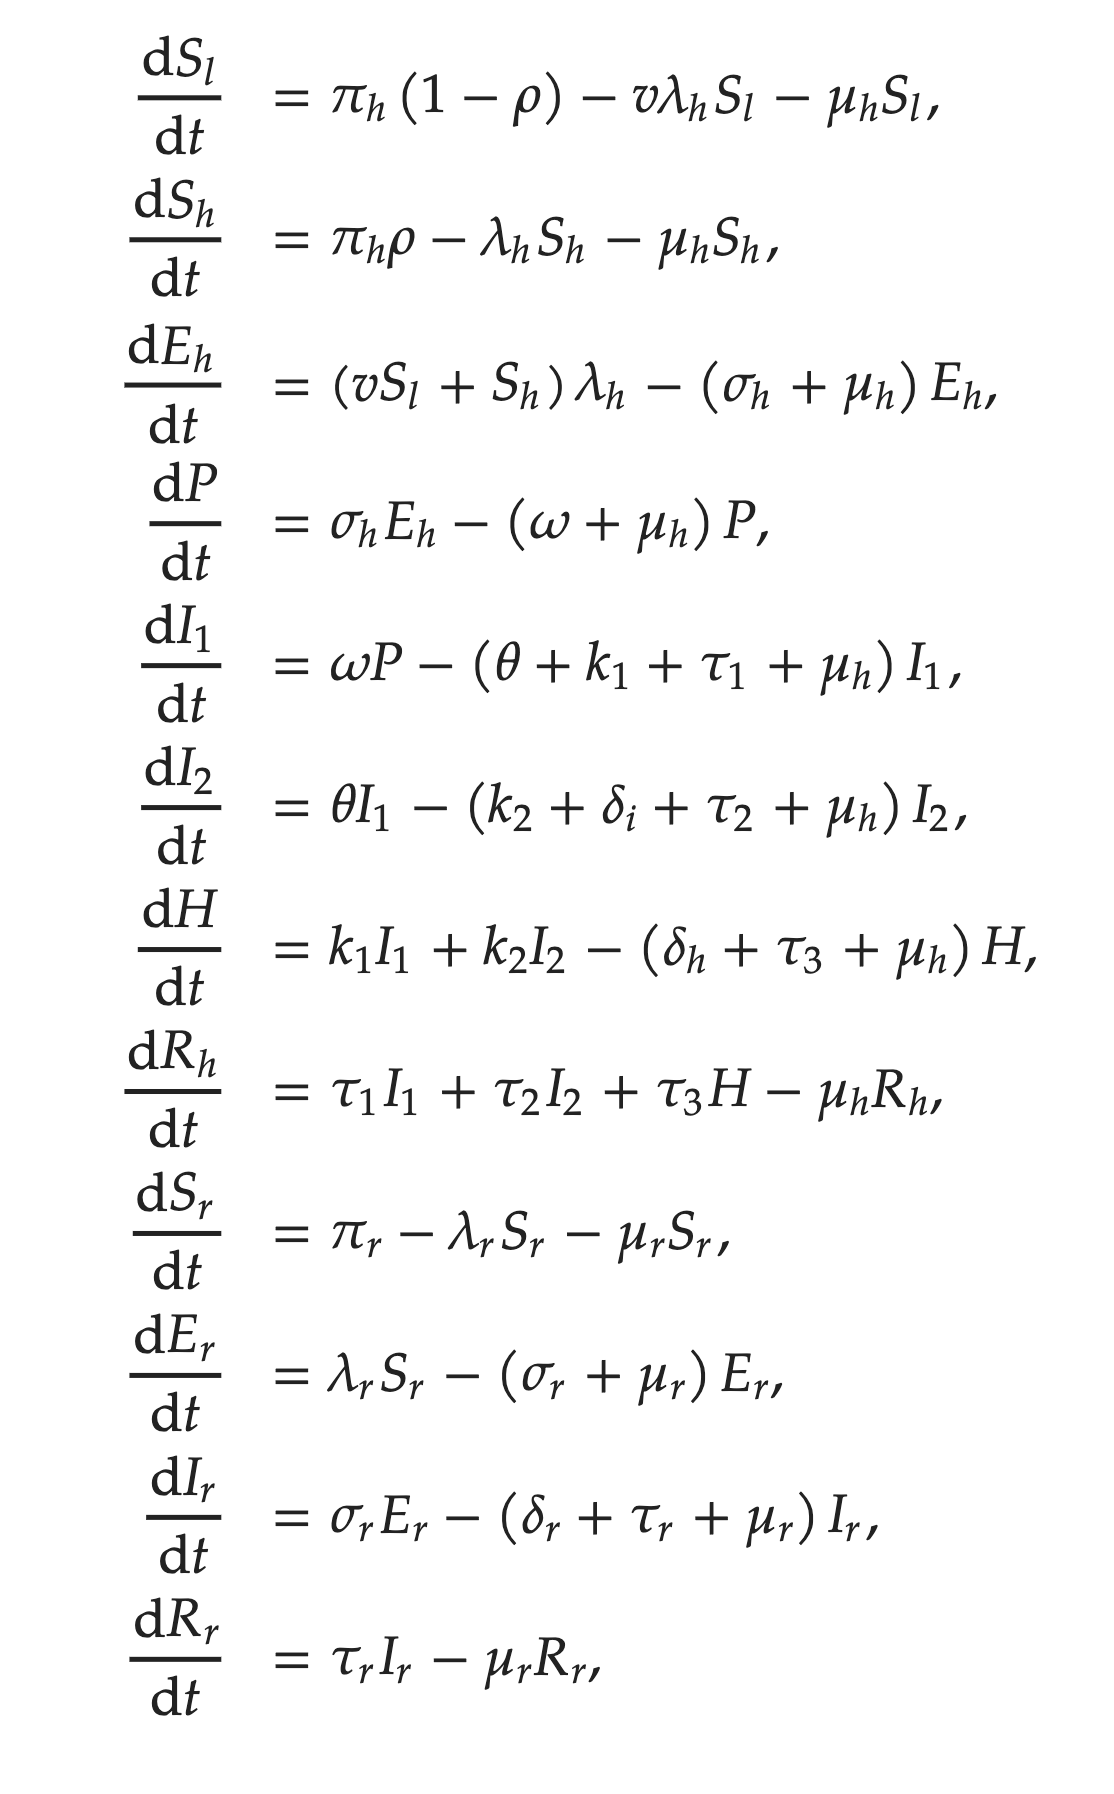 dS_l/dt = π_h (1 − ρ) − vλ_h S_l − μ_h S_l,
dS_h/dt = π_h ρ − λ_h S_h − μ_h S_h,
dE_h/dt = (vS_l + S_h) λ_h − (σ_h + μ_h) E_h,
dP/dt = σ_h E_h − (ω + μ_h) P,
dI_1/dt = ωP − (θ + k_1 + τ_1 + μ_h) I_1,
dI_2/dt = θI_1 − (k_2 + δ_i + τ_2 + μ_h) I_2,
dH/dt = k_1 I_1 + k_2 I_2 − (δ_h + τ_3 + μ_h) H,
dR_h/dt = τ_1 I_1 + τ_2 I_2 + τ_3 H − μ_h R_h,
dS_r/dt = π_r − λ_r S_r − μ_r S_r,
dE_r/dt = λ_r S_r − (σ_r + μ_r) E_r,
dI_r/dt = σ_r E_r − (δ_r + τ_r + μ_r) I_r,
dR_r/dt = τ_r I_r − μ_r R_r,